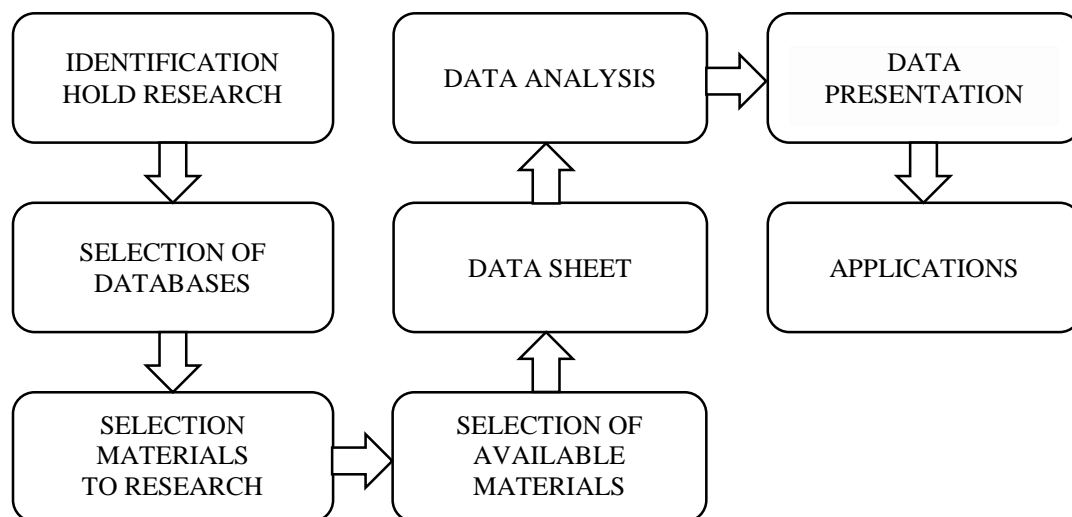 IDENTIFICATION
HOLD RESEARCH
SELECTION OF
DATABASES
SELECTION
MATERIALS
TO RESEARCH
SELECTION OF
AVAILABLE
MATERIALS
DATA SHEET
DATA ANALYSIS
DATA
PRESENTATION
APPLICATIONS